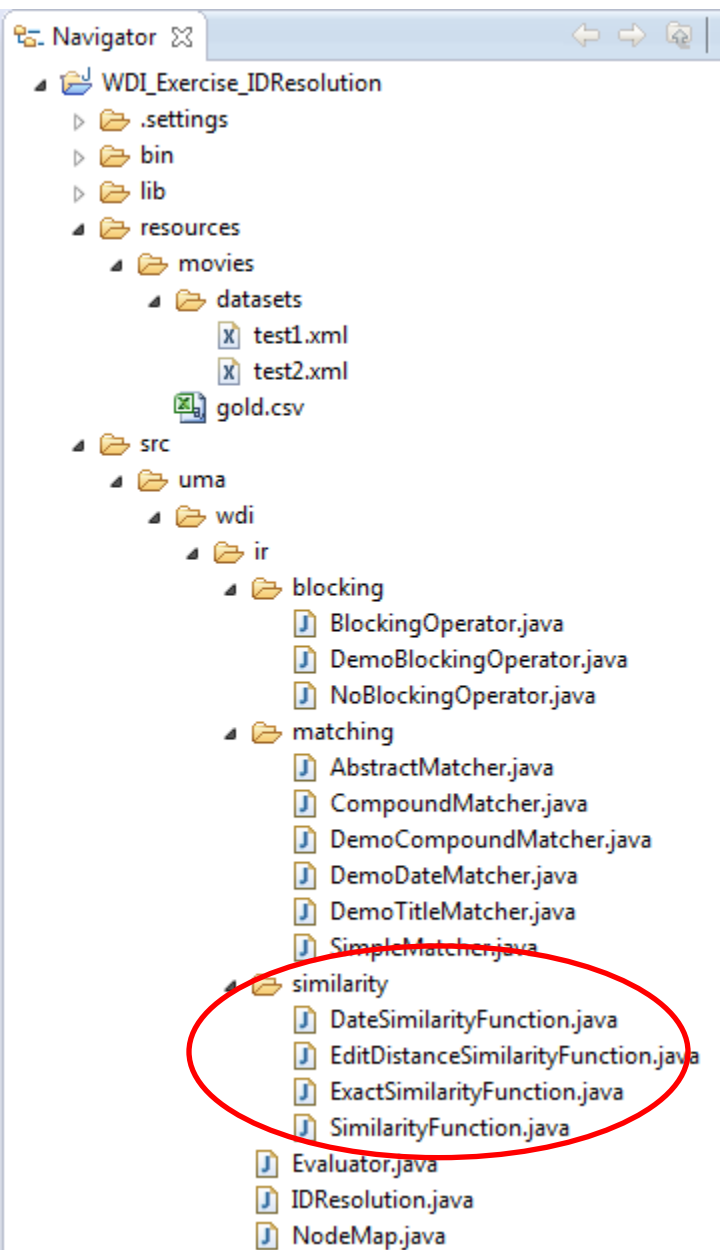 Navigator
WDI_Exercise_IDResolution
.settings
bin
lib
resources
movies
datasets
test1.xml
test2.xml
gold.csv
src
uma
wdi
ir
blocking
BlockingOperator.java
DemoBlockingOperator.java
NoBlockingOperator.java
matching
AbstractMatcher.java
CompoundMatcher.java
DemoCompoundMatcher.java
DemoDateMatcher.java
DemoTitleMatcher.java
SimpleMatcher.java
similarity
DateSimilarityFunction.java
EditDistanceSimilarityFunction.java
ExactSimilarityFunction.java
SimilarityFunction.java
Evaluator.java
IDResolution.java
NodeMap.java